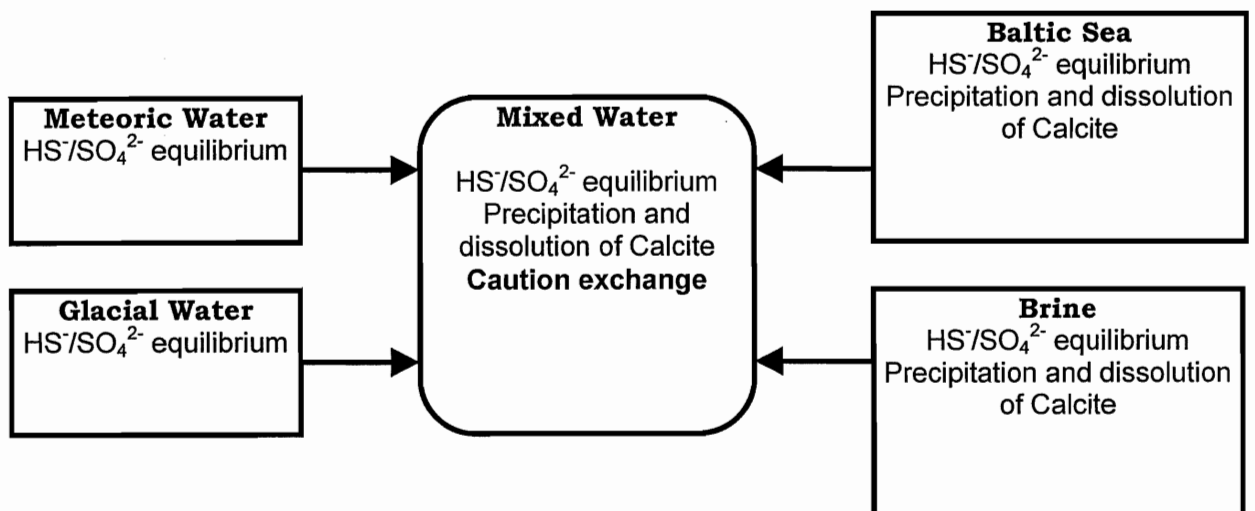 Meteoric Water
HS⁻/SO₄²⁻ equilibrium
Glacial Water
HS⁻/SO₄²⁻ equilibrium
Mixed Water
HS⁻/SO₄²⁻ equilibrium
Precipitation and
dissolution of Calcite
Caution exchange
Baltic Sea
HS⁻/SO₄²⁻ equilibrium
Precipitation and dissolution
of Calcite
Brine
HS⁻/SO₄²⁻ equilibrium
Precipitation and dissolution
of Calcite